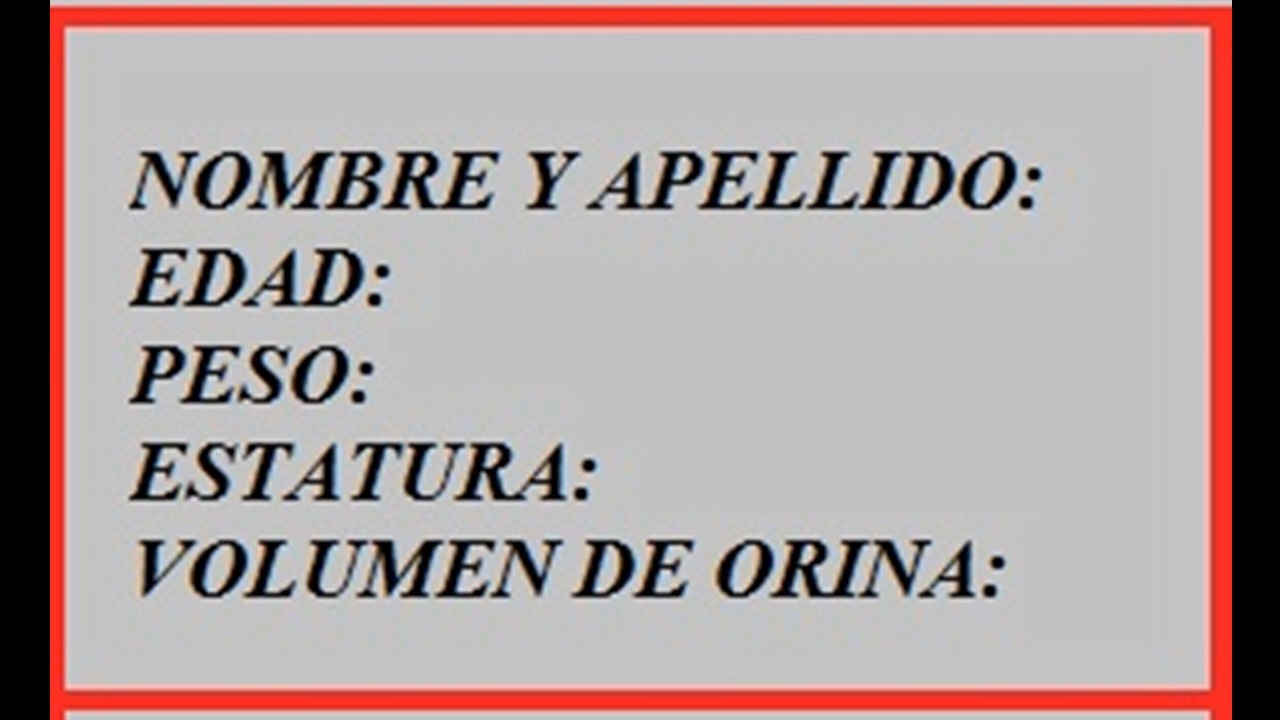 NOMBRE Y APELLIDO:
EDAD:
PESO:
ESTATURA:
VOLUMEN DE ORINA: